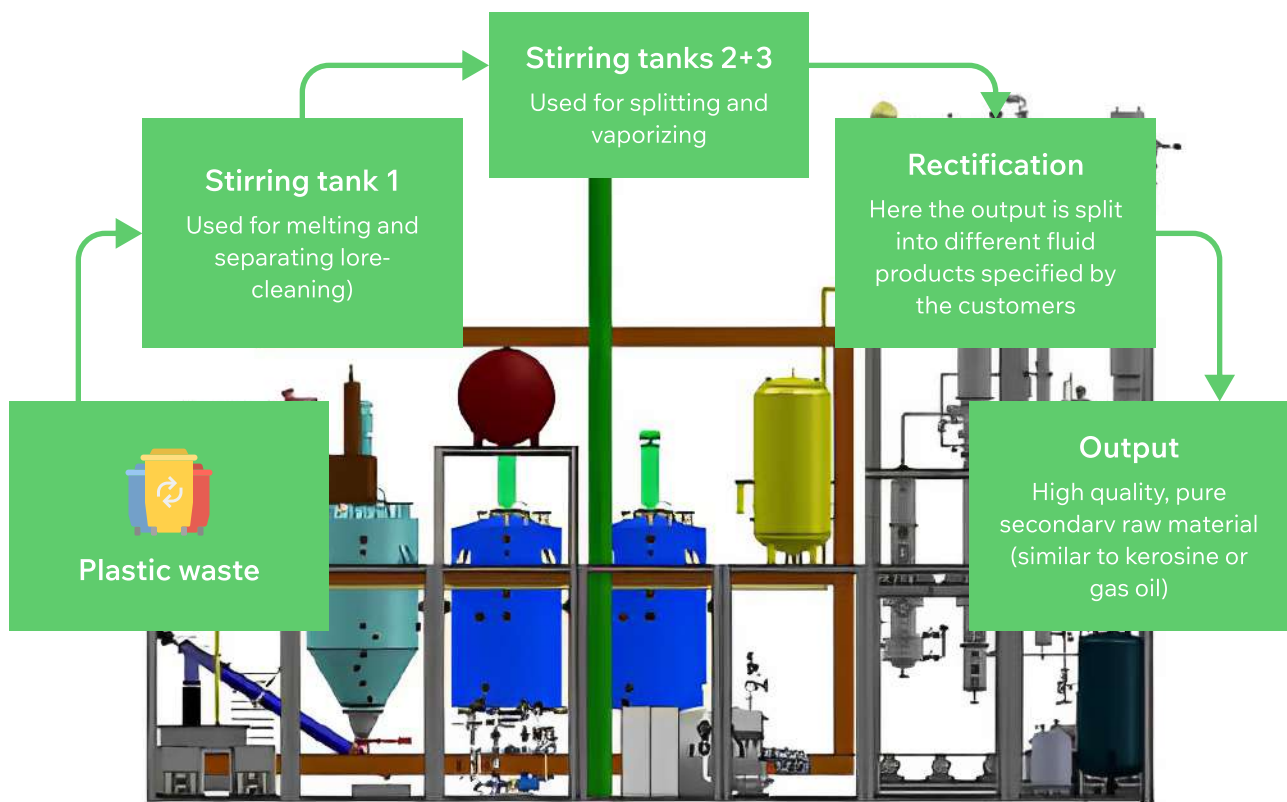 Stirring tanks 2+3
Used for splitting and
vaporizing
Stirring tank 1
Used for melting and
separating lore-
cleaning)
Rectification
Here the output is split
into different fluid
products specified by
the customers
Plastic waste
Output
High quality, pure
secondarv raw material
(similar to kerosine or
gas oil)